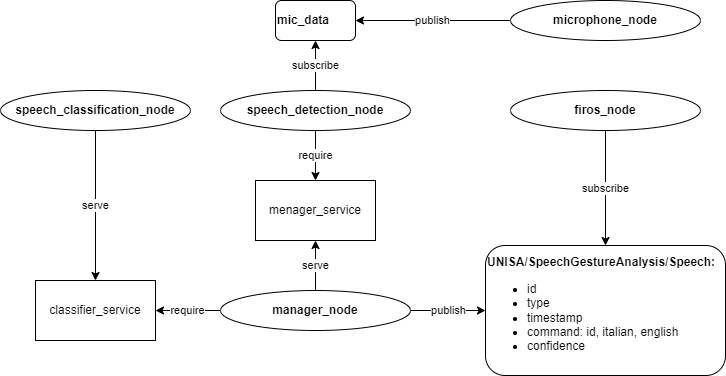 mic_data
publish
microphone_node
subscribe
speech_classification_node
speech_detection_node
firos_node
require
subscribe
serve
menager_service
UNISA/SpeechGestureAnalysis/Speech:
serve
id
type
classifier_service
require
manager_node
publish
timestamp
command: id, italian, english
confidence